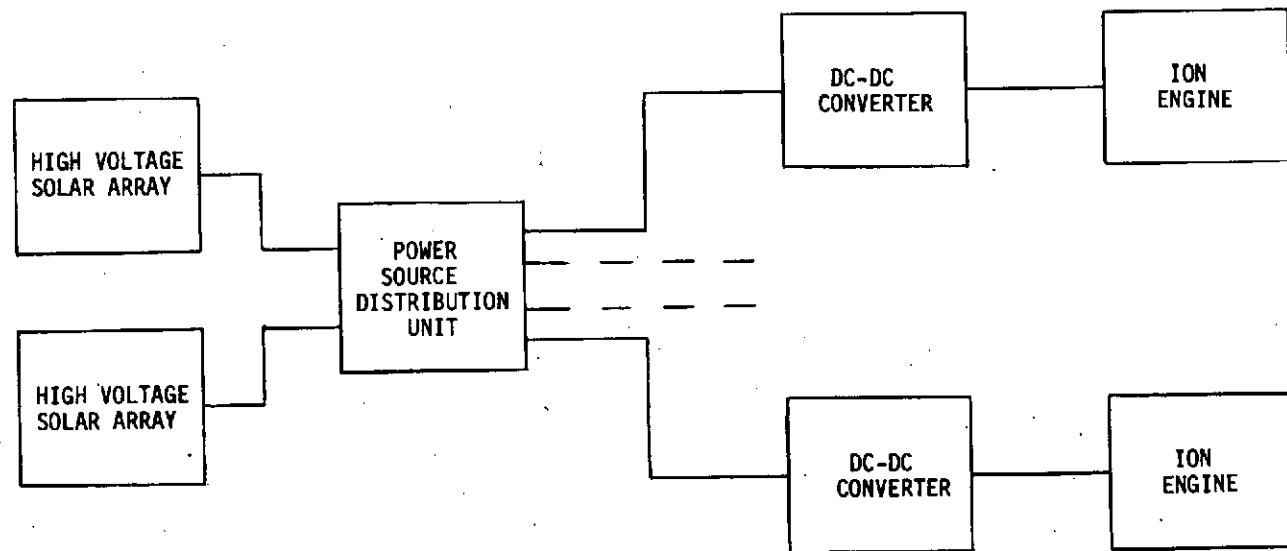 HIGH VOLTAGE
SOLAR ARRAY
HIGH VOLTAGE
SOLAR ARRAY
POWER
SOURCE
DISTRIBUTION
UNIT
DC-DC
CONVERTER
ION
ENGINE
DC-DC
CONVERTER
ION
ENGINE